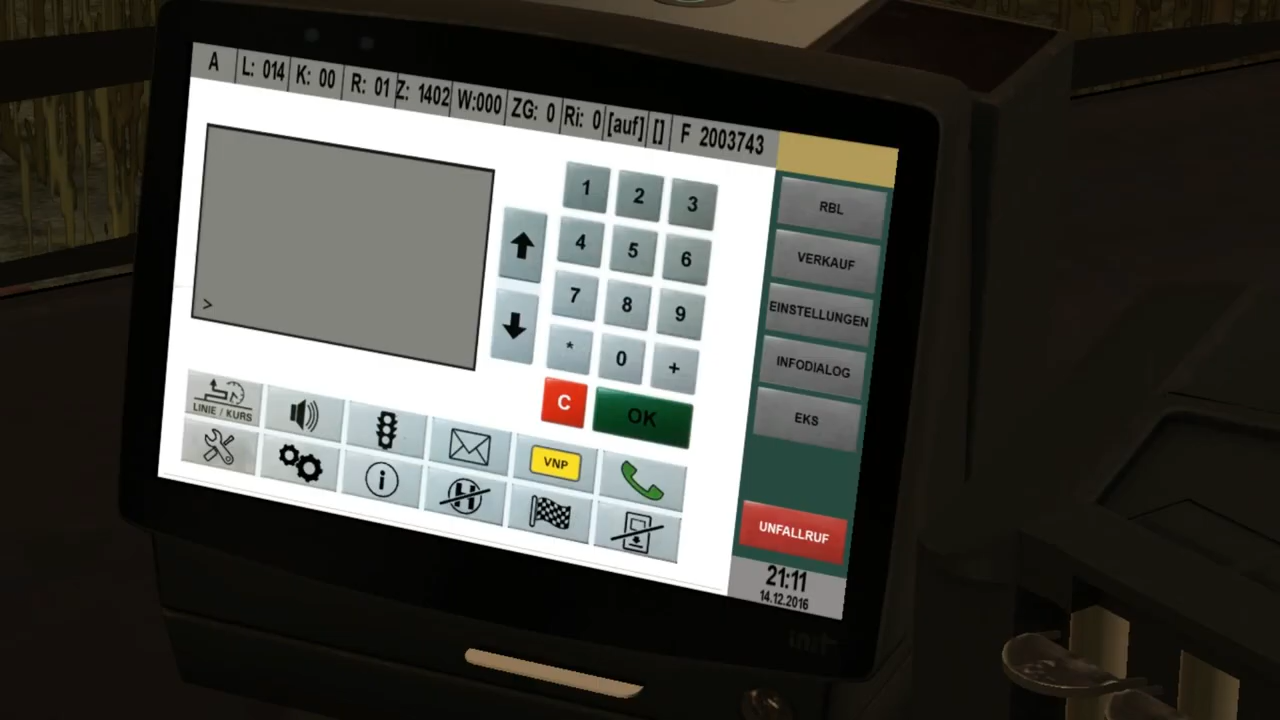 A L: 014 K: 00 R: 01 Z: 1402 W:000 ZG: 0 Ri: 0 [auf] [] F 2003743
>
1 2 3
4 5 6
7 8 9
* 0 +
C OK
LINIE / KURS
VNP
i
H
RBL
VERKAUF
EINSTELLUNGEN
INFODIALOG
EKS
UNFALLRUF
21:11
14.12.2016
init